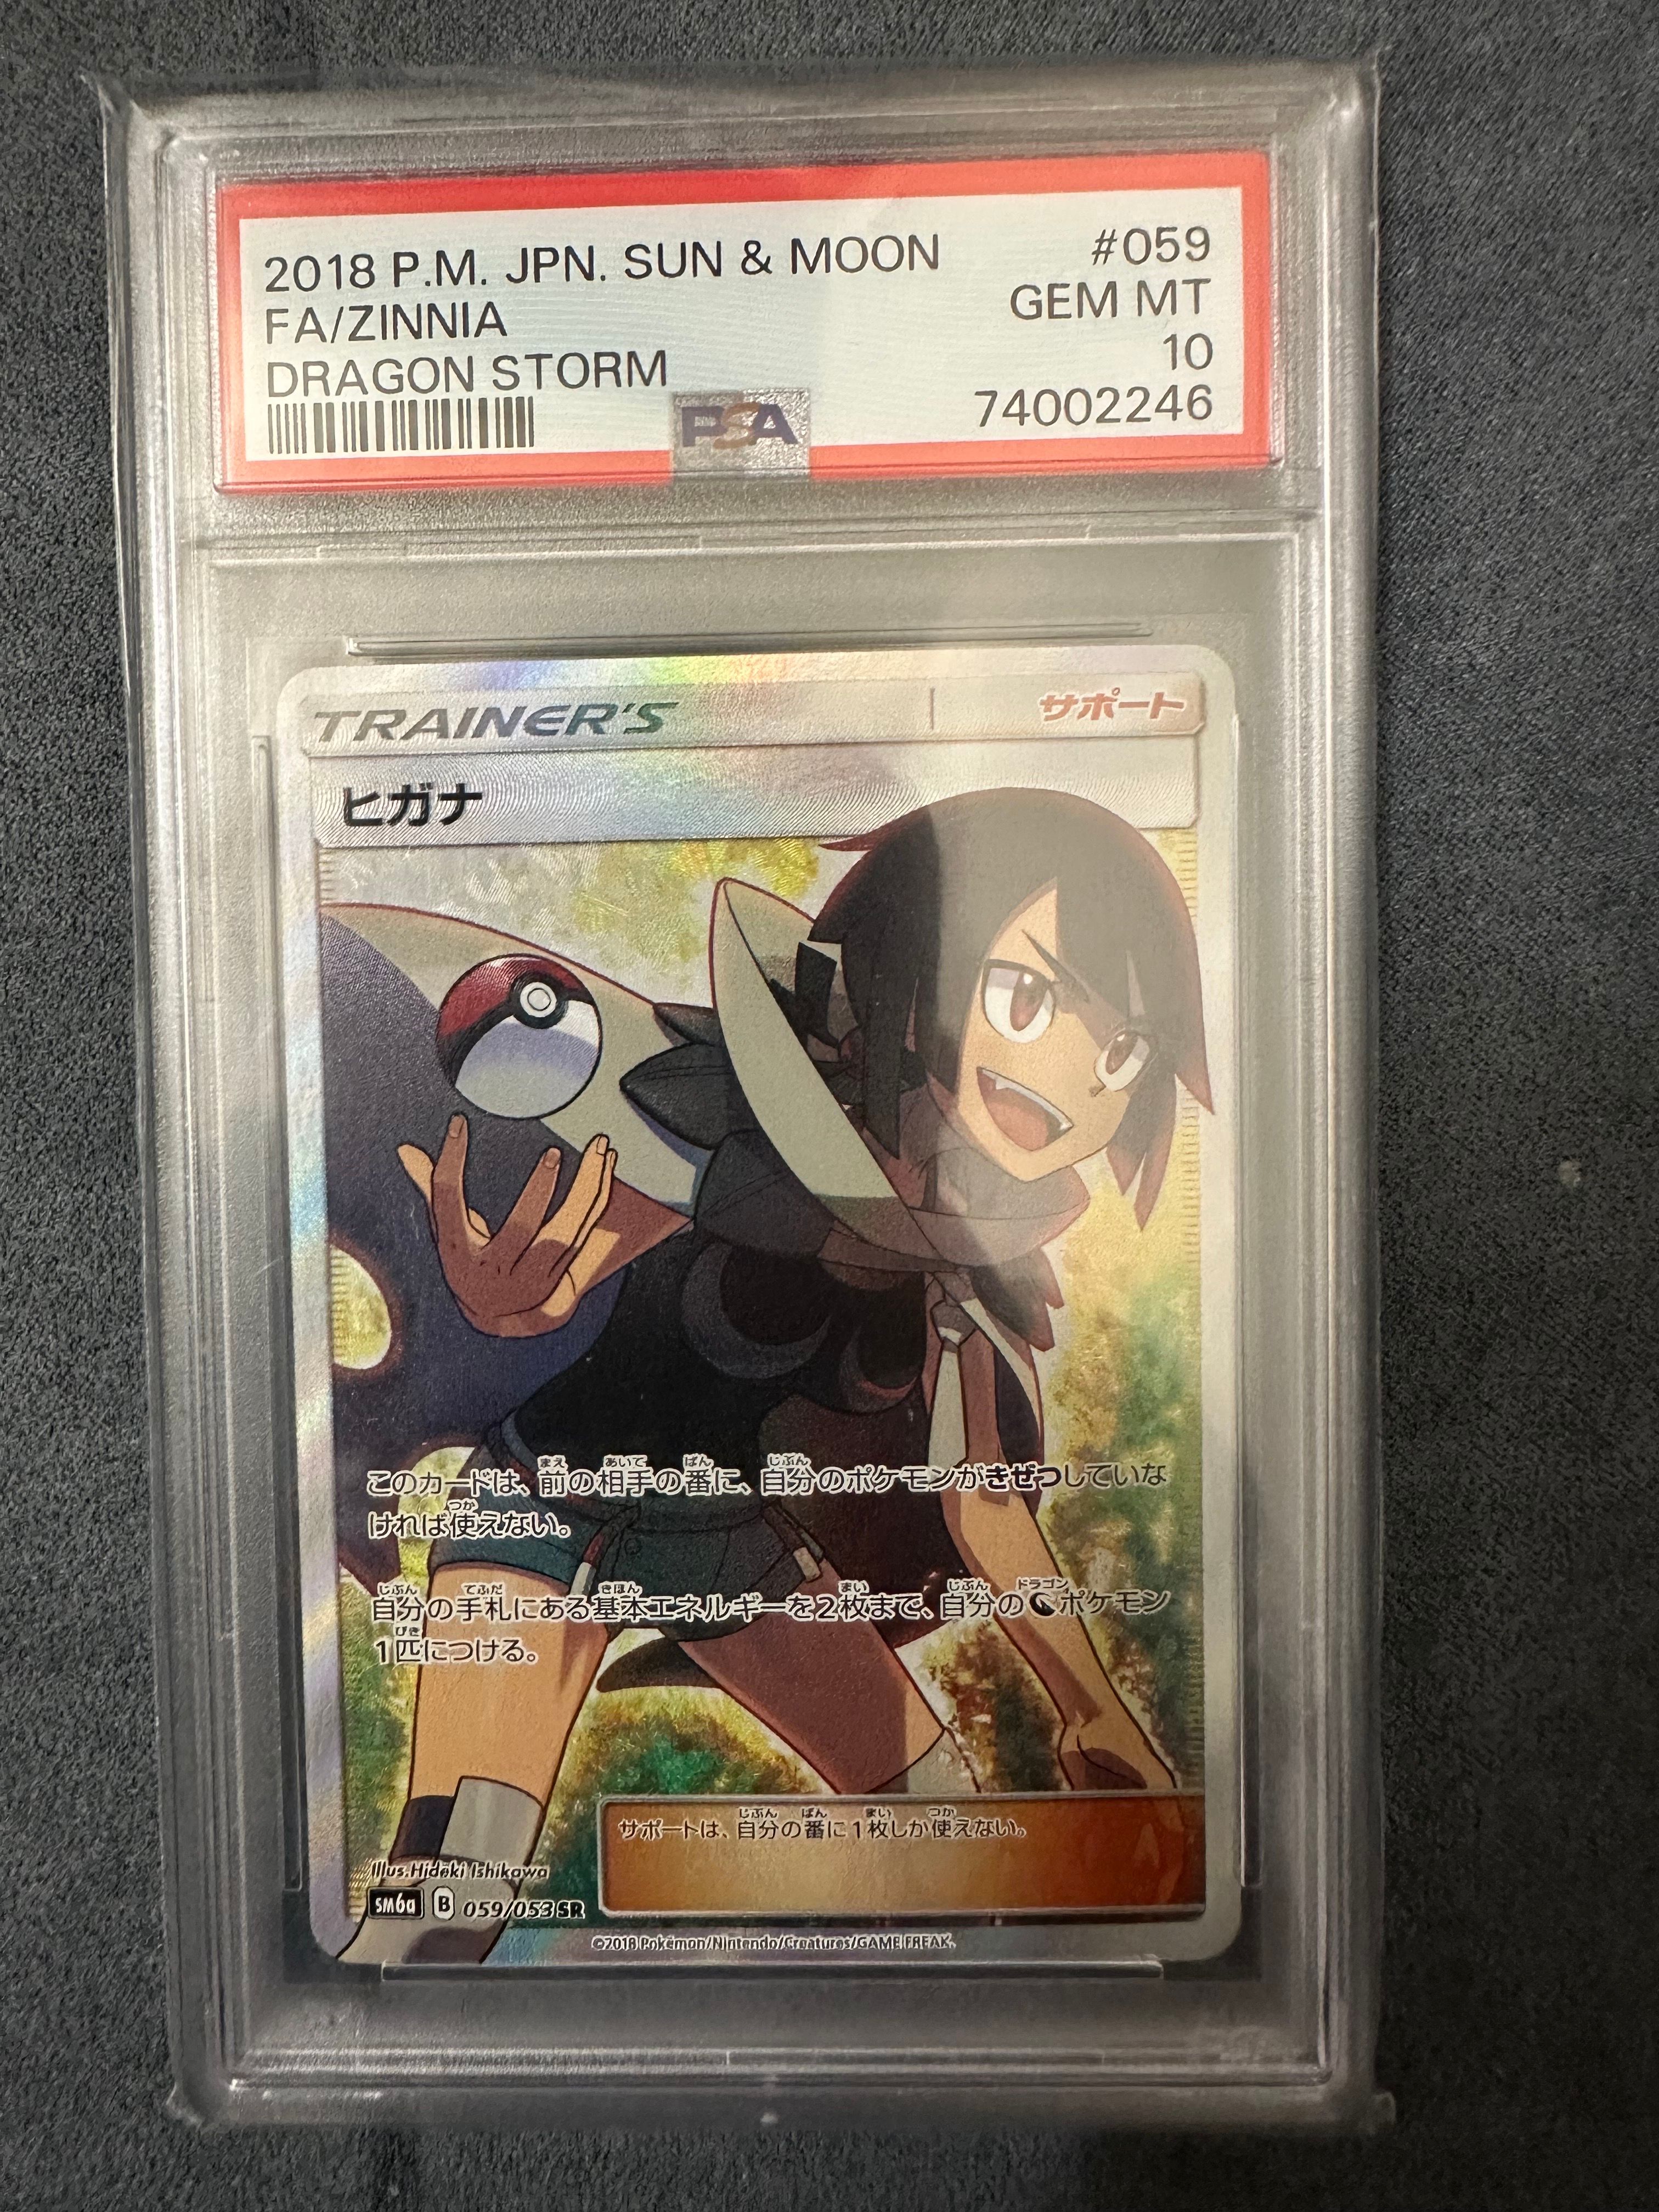 2018 P.M. JPN. SUN & MOON #059
FA/ZINNIA GEM MT
DRAGON STORM 10
PSA 74002246
TRAINER'S サポート
ヒガナ
このカードは、前の相手の番に、自分のポケモンがきぜつしていな
ければ使えない。
自分の手札にある基本エネルギーを2枚まで、自分のポケモン
1匹につける。
サポートは、自分の番に1枚しか使えない。
Illus. Hideki Ishikawa
SM6a B 059/053 SR
©2018 Pokémon/Nintendo/Creatures/GAME FREAK.